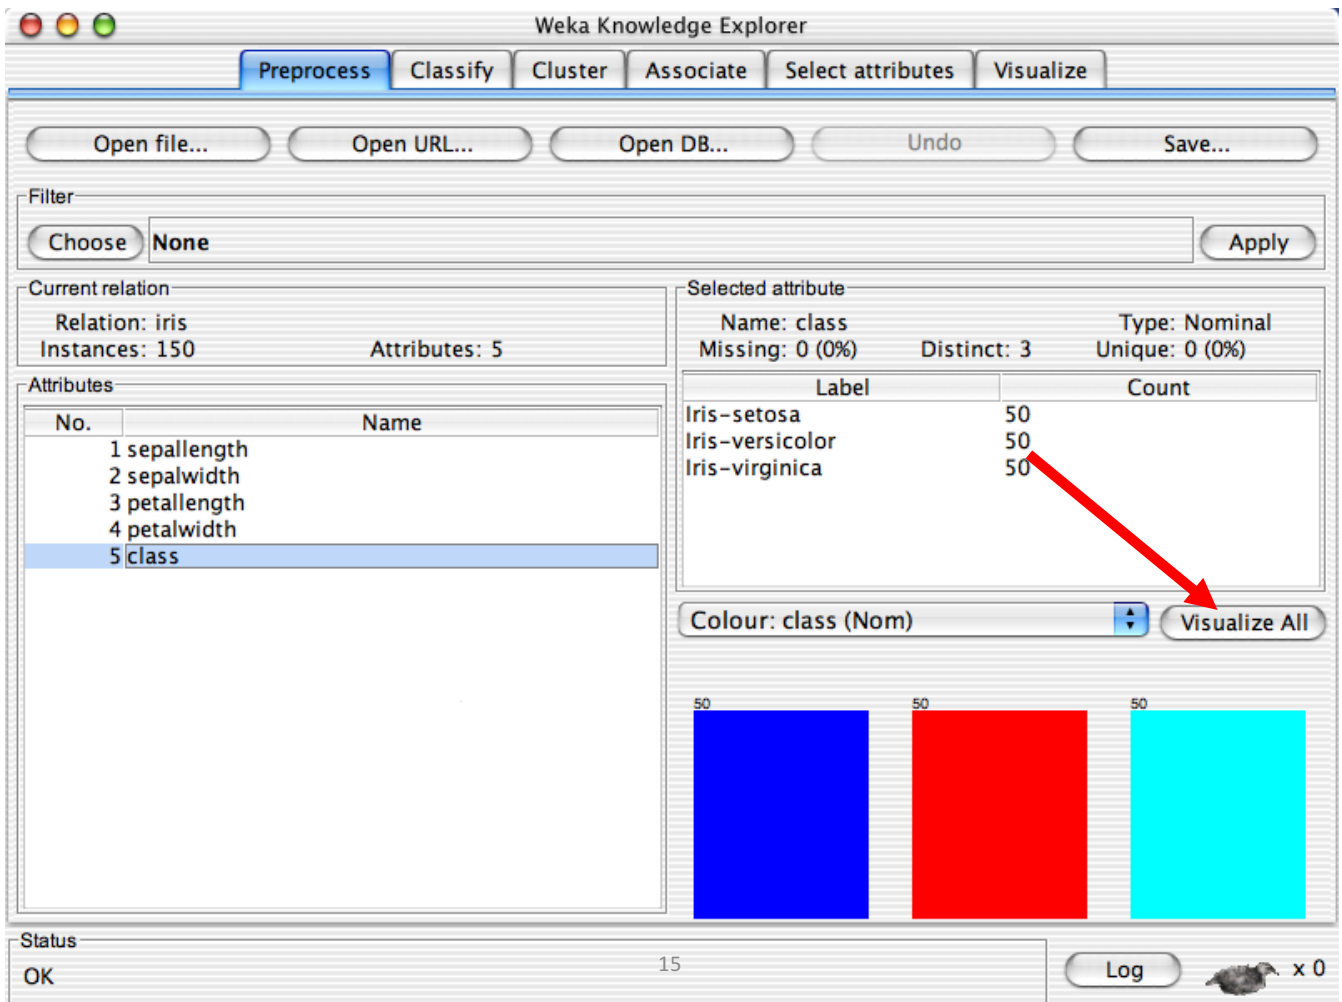 Weka Knowledge Explorer
Preprocess Classify Cluster Associate Select attributes Visualize
Open file... Open URL... Open DB... Undo Save...
Filter
Choose None Apply
Current relation
Relation: iris
Instances: 150 Attributes: 5
Attributes
No. Name
1 sepallength
2 sepalwidth
3 petallength
4 petalwidth
5 class
Selected attribute
Name: class Type: Nominal
Missing: 0 (0%) Distinct: 3 Unique: 0 (0%)
Label Count
Iris-setosa 50
Iris-versicolor 50
Iris-virginica 50
Colour: class (Nom) Visualize All
50 50 50
Status
OK
15
Log x 0